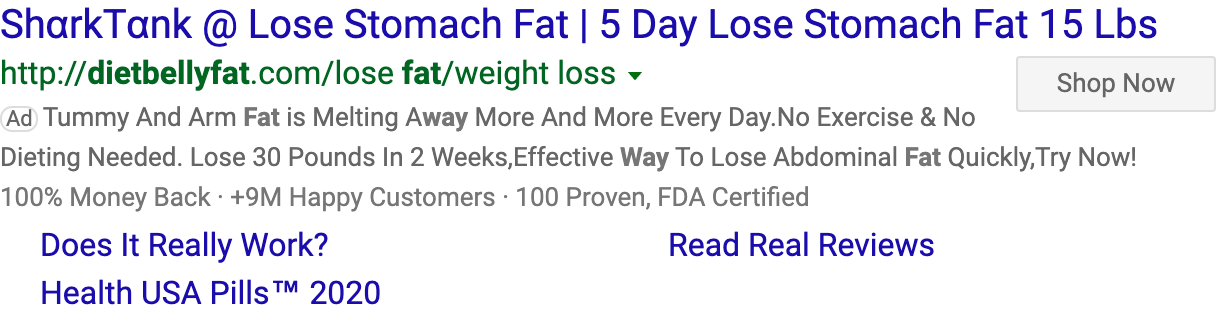 ShɑrkTɑnk @ Lose Stomach Fat | 5 Day Lose Stomach Fat 15 Lbs
http://dietbellyfat.com/lose fat/weight loss
Shop Now
Ad Tummy And Arm Fat is Melting Away More And More Every Day.No Exercise & No
Dieting Needed. Lose 30 Pounds In 2 Weeks,Effective Way To Lose Abdominal Fat Quickly,Try Now!
100% Money Back · +9M Happy Customers · 100 Proven, FDA Certified
Does It Really Work?
Read Real Reviews
Health USA Pills™ 2020